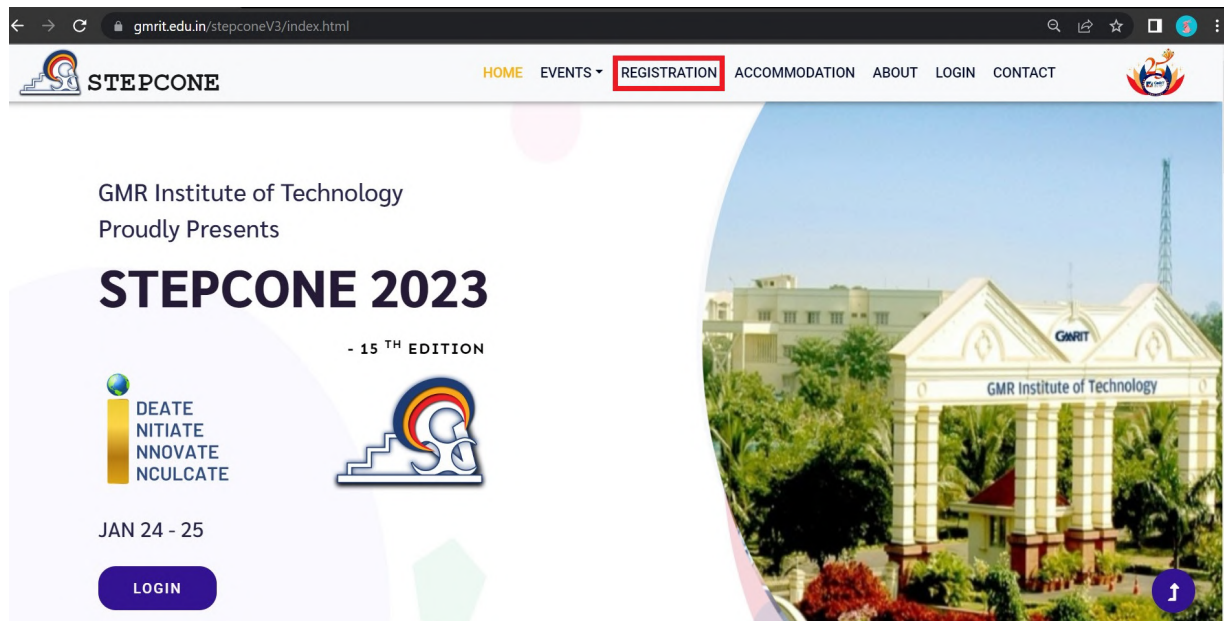 gmrit.edu.in/stepconeV3/index.html
STEPCONE
HOME EVENTS REGISTRATION ACCOMMODATION ABOUT LOGIN CONTACT
GMR Institute of Technology
Proudly Presents
STEPCONE 2023
- 15 TH EDITION
i
DEATE
NITIATE
NNOVATE
NCULCATE
JAN 24 - 25
LOGIN
GMRIT
GMR Institute of Technology